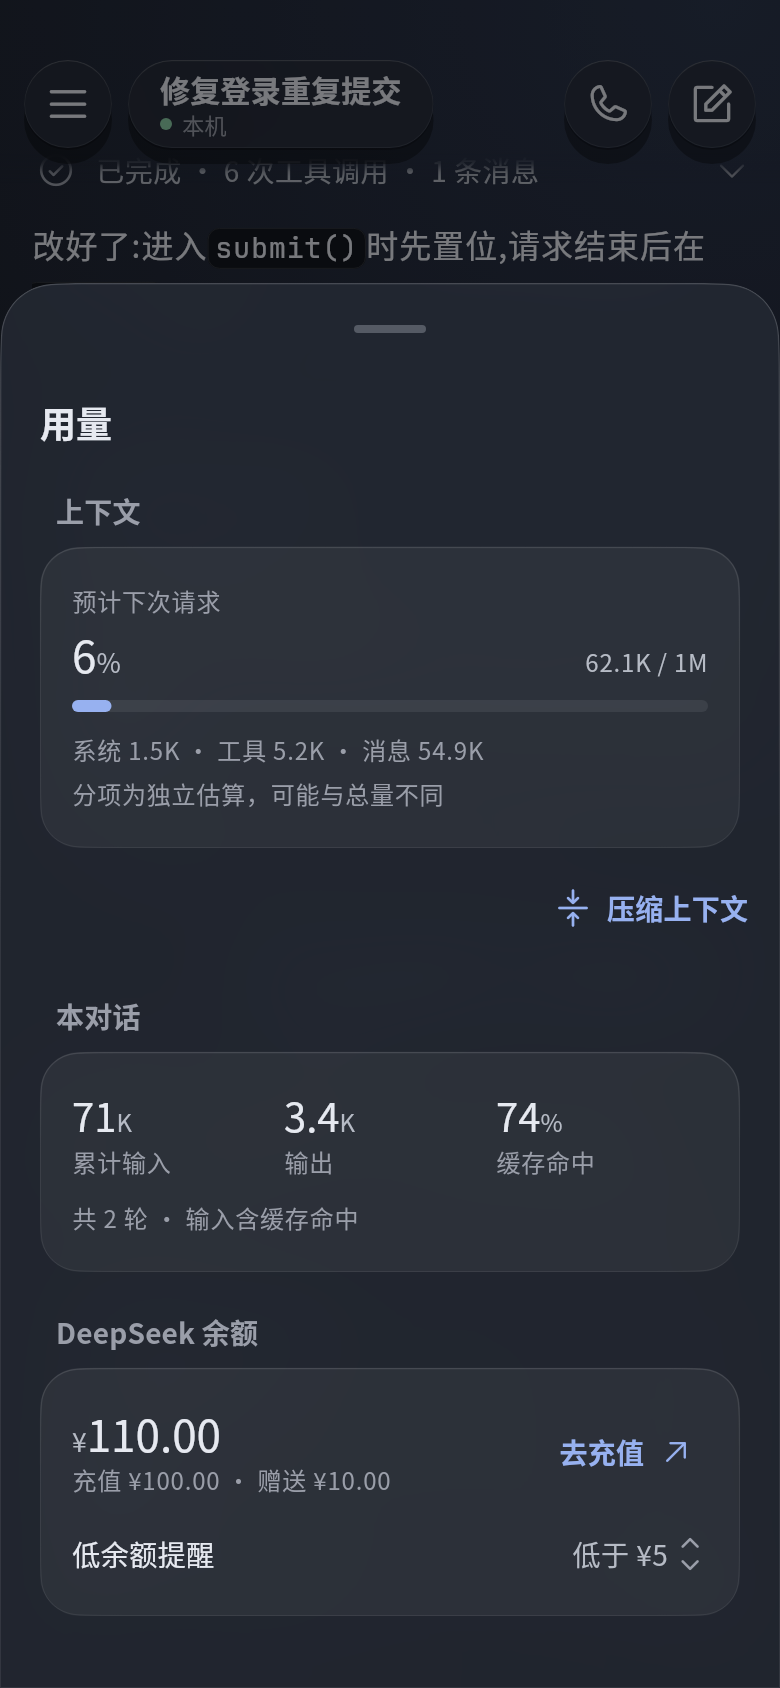 修复登录重复提交
本机
已完成 · 6 次工具调用 · 1 条消息
改好了:进入 submit() 时先置位,请求结束后在
用量
上下文
预计下次请求
6% 62.1K / 1M
系统 1.5K · 工具 5.2K · 消息 54.9K
分项为独立估算，可能与总量不同
压缩上下文
本对话
71K 3.4K 74%
累计输入 输出 缓存命中
共 2 轮 · 输入含缓存命中
DeepSeek 余额
¥110.00
去充值
充值 ¥100.00 · 赠送 ¥10.00
低余额提醒 低于 ¥5